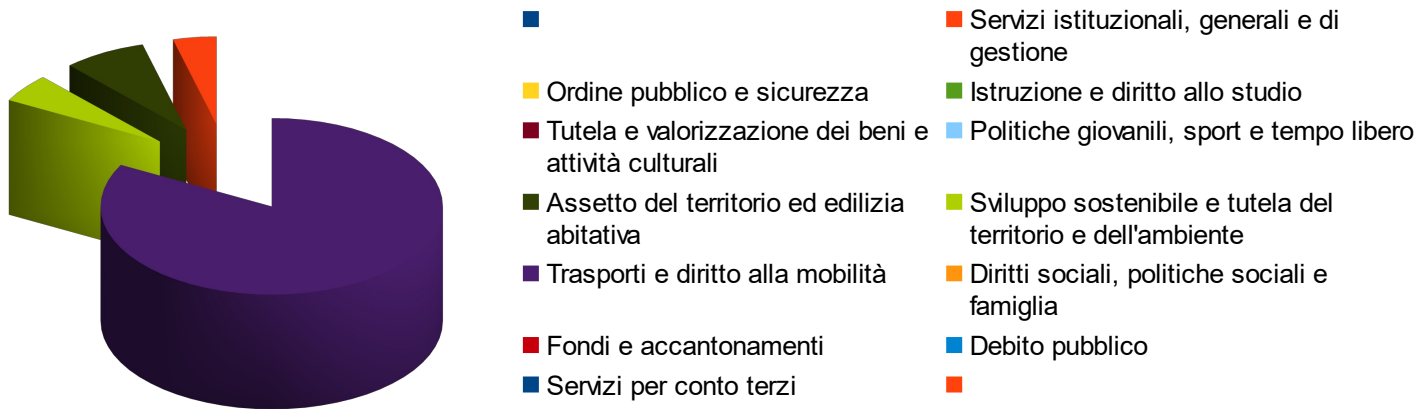 Servizi istituzionali, generali e di
gestione
Ordine pubblico e sicurezza
Istruzione e diritto allo studio
Tutela e valorizzazione dei beni e
attività culturali
Politiche giovanili, sport e tempo libero
Assetto del territorio ed edilizia
abitativa
Sviluppo sostenibile e tutela del
territorio e dell'ambiente
Trasporti e diritto alla mobilità
Diritti sociali, politiche sociali e
famiglia
Fondi e accantonamenti
Debito pubblico
Servizi per conto terzi